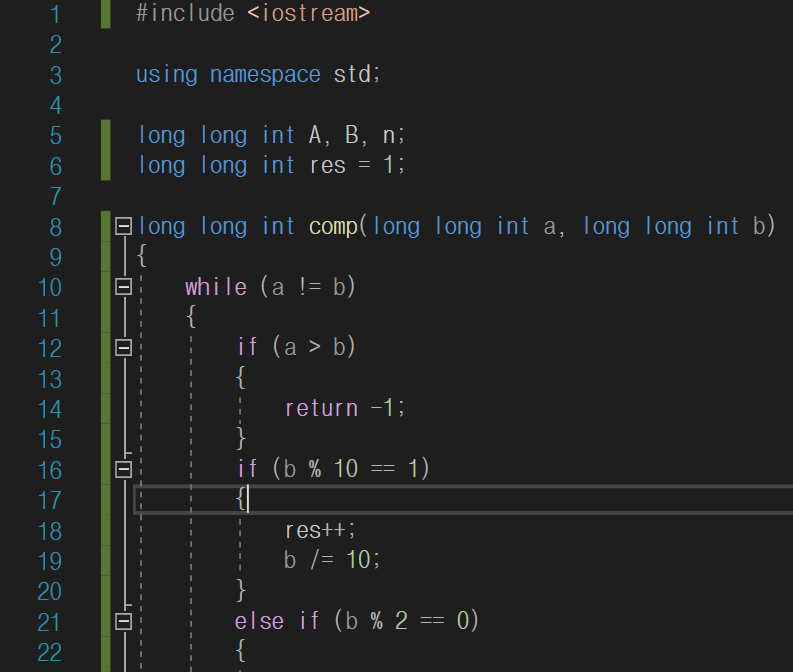 1 #include <iostream>
2
3 using namespace std;
4
5 long long int A, B, n;
6 long long int res = 1;
7
8 long long int comp(long long int a, long long int b)
9 {
10 while (a != b)
11 {
12 if (a > b)
13 {
14 return -1;
15 }
16 if (b % 10 == 1)
17 {
18 res++;
19 b /= 10;
20 }
21 else if (b % 2 == 0)
22 {